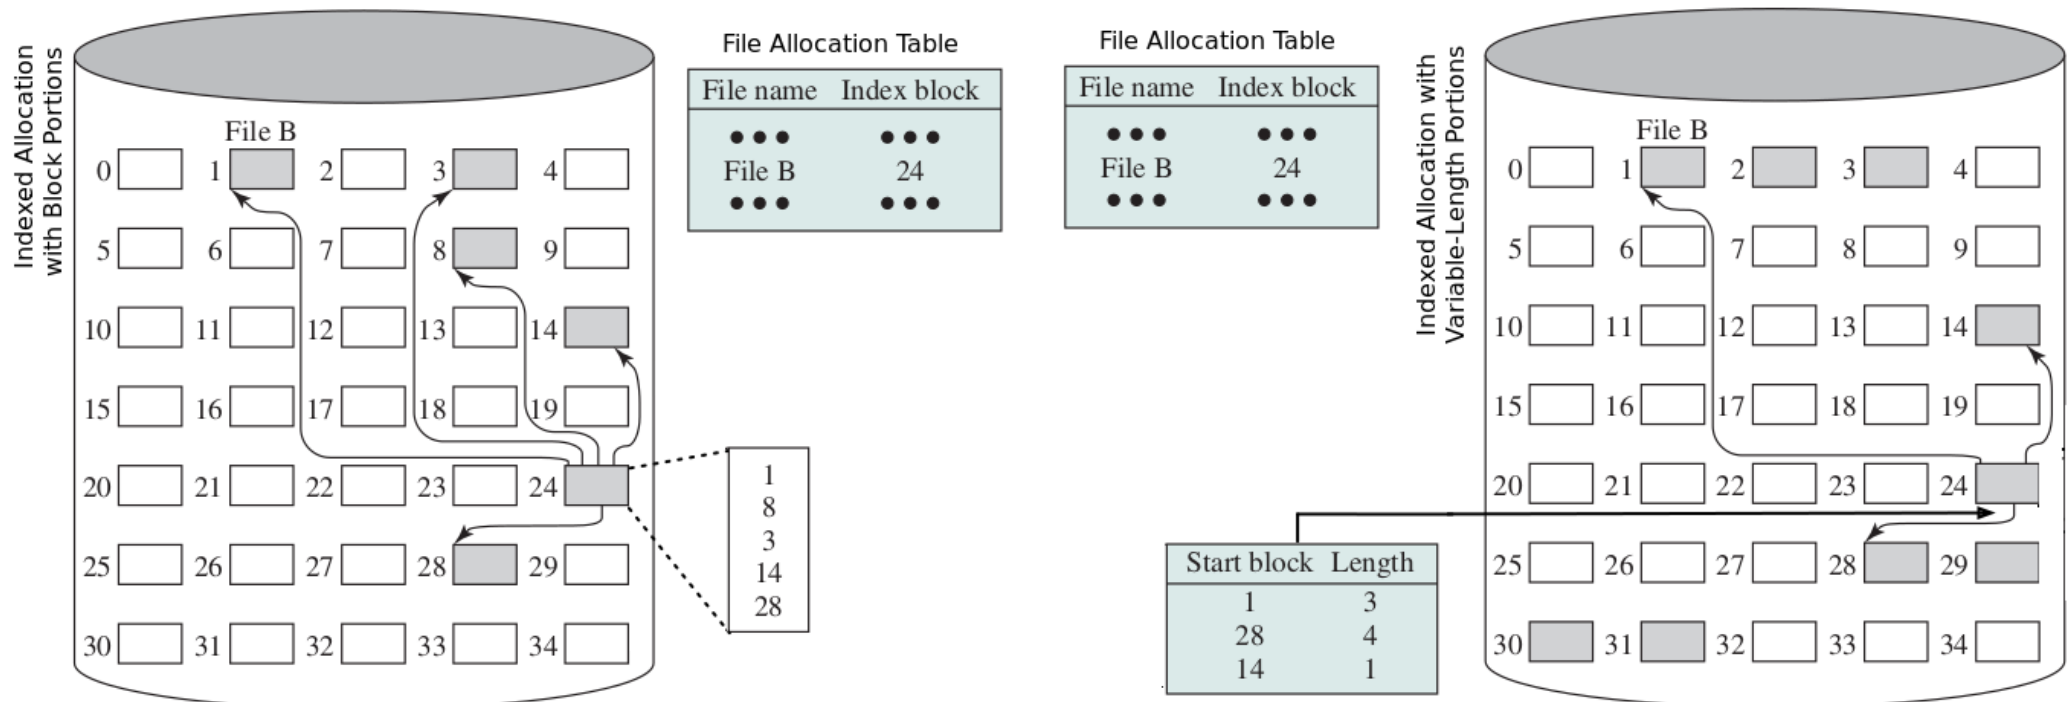 Indexed Allocation
with Block Portions
File B
0 1 2 3 4
5 6 7 8 9
10 11 12 13 14
15 16 17 18 19
20 21 22 23 24
25 26 27 28 29
30 31 32 33 34
File Allocation Table
File name Index block
••• •••
File B 24
••• •••
1
8
3
14
28
File Allocation Table
File name Index block
••• •••
File B 24
••• •••
Start block Length
1 3
28 4
14 1
Indexed Allocation with
Variable-Length Portions
File B
0 1 2 3 4
5 6 7 8 9
10 11 12 13 14
15 16 17 18 19
20 21 22 23 24
25 26 27 28 29
30 31 32 33 34